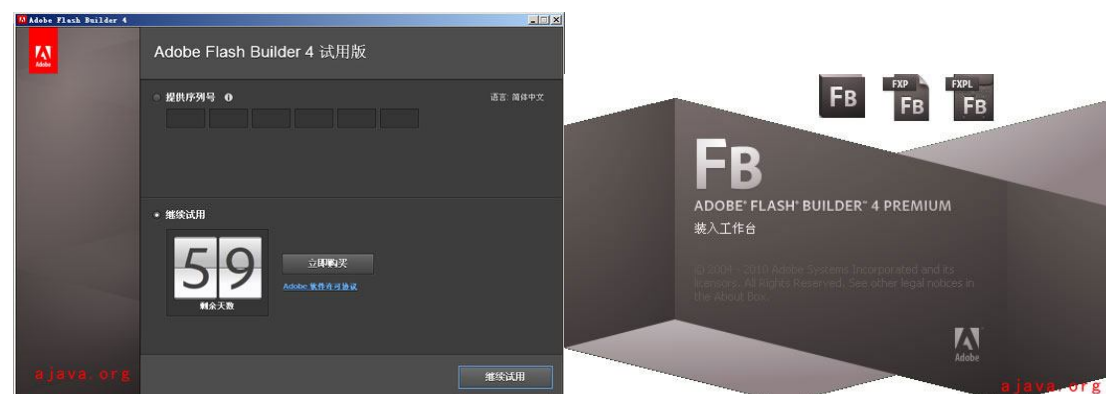 Adobe Flash Builder 4
Adobe
Adobe Flash Builder 4 试用版
提供序列号
语言: 简体中文
继续试用
59
剩余天数
立即购买
Adobe 软件许可协议
继续试用
ajava.org
FB
FXP
FB
FXPL
FB
FB
ADOBE® FLASH® BUILDER™ 4 PREMIUM
装入工作台
© 2009 - 2010 Adobe Systems Incorporated and its
licensors. All Rights Reserved. See other legal notices in
the About Box.
Adobe
ajava.org